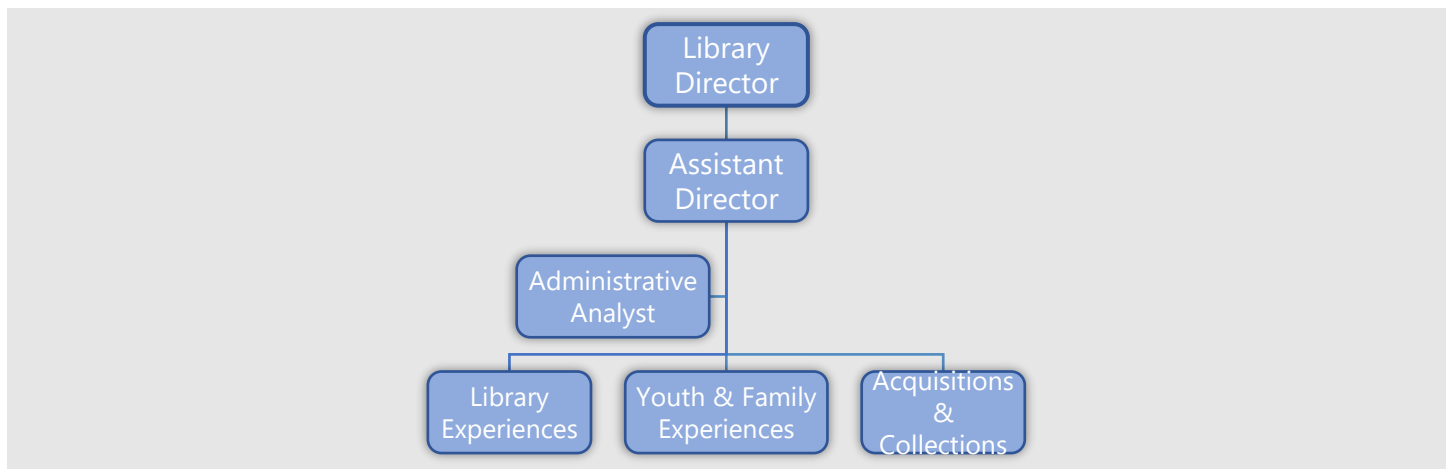 Library
Director
Assistant
Director
Administrative
Analyst
Library
Experiences
Youth & Family
Experiences
Acquisitions
&
Collections